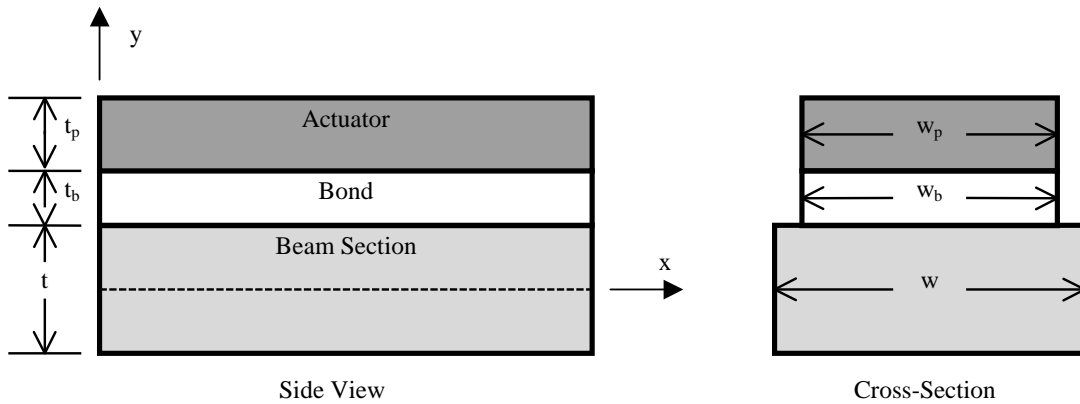 y
Actuator
t_p
w_p
Bond
t_b
w_b
Beam Section
x
t
w
Side View
Cross-Section